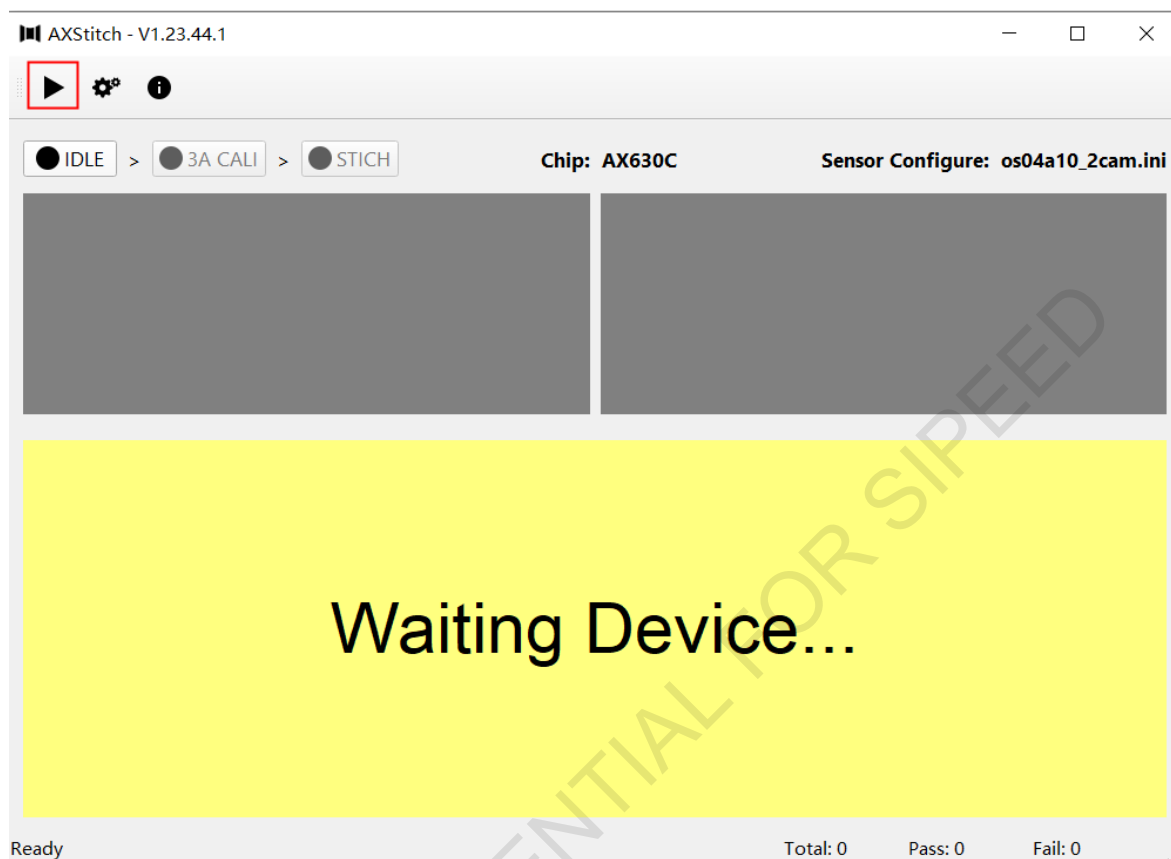 AXStitch - V1.23.44.1
IDLE > 3A CALI > STICH Chip: AX630C Sensor Configure: os04a10_2cam.ini
Waiting Device...
ENTIAL FOR SIPEED
Ready Total: 0 Pass: 0 Fail: 0